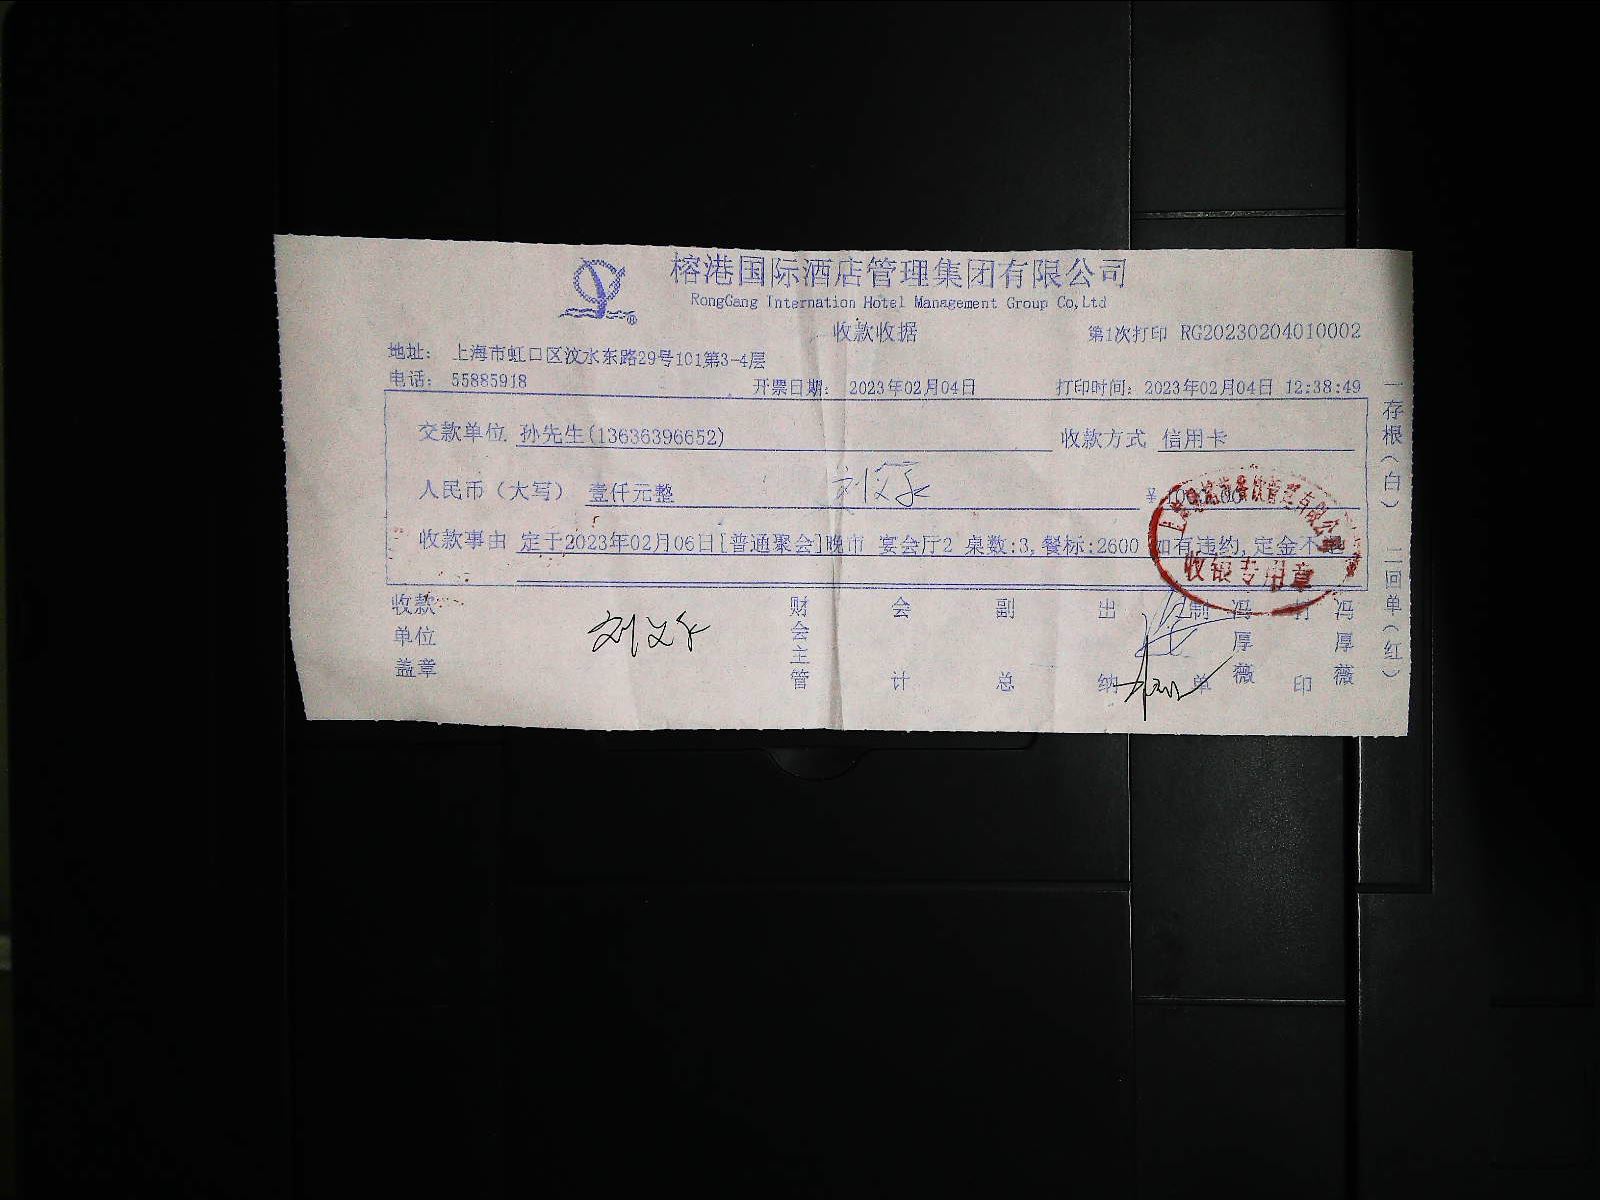 榕港国际酒店管理集团有限公司
RongGang Internation Hotel Management Group Co,Ltd
收款收据
第1次打印 RG20230204010002
地址: 上海市虹口区汶水东路29号101第3-4层
电话: 55885918
开票日期: 2023年02月04日
打印时间: 2023年02月04日 12:38:49
交款单位 孙先生(13636396652)
收款方式 信用卡
人民币(大写) 壹仟元整
¥
收款事由 定于2023年02月06日[普通聚会]晚市 宴会厅2 桌数:3,餐标:2600 如有违约,定金不
收银专用章
收款单位盖章
刘文
财会主管
会计
副总
出纳
制单
冯厚薇
打印
冯厚薇
一存根(白) 二回单(红)